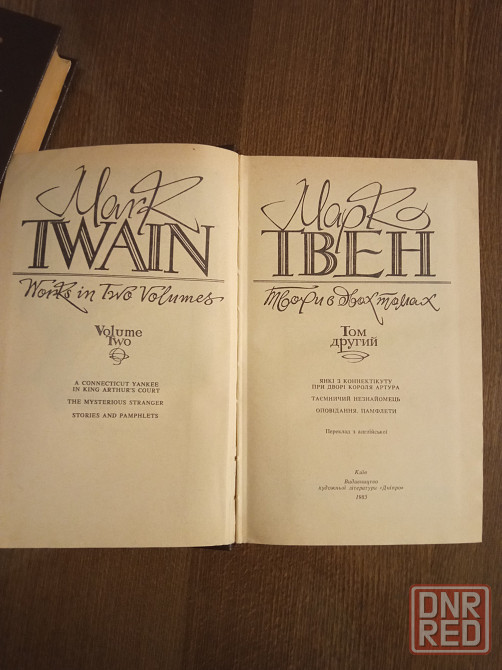 Mark
TWAIN
Works in Two Volumes
Volume
Two
A CONNECTICUT YANKEE
IN KING ARTHUR'S COURT
THE MYSTERIOUS STRANGER
STORIES AND PAMPHLETS
Марко
ТВЕН
Твори в двох томах
Том
другий
ЯНКІ З КОННЕКТІКУТУ
ПРИ ДВОРІ КОРОЛЯ АРТУРА
ТАЄМНИЧИЙ НЕЗНАЙОМЕЦЬ
ОПОВІДАННЯ. ПАМФЛЕТИ
Переклад з англійської
Київ
Видавництво
художньої літератури «Дніпро»
1985
DNR
RED